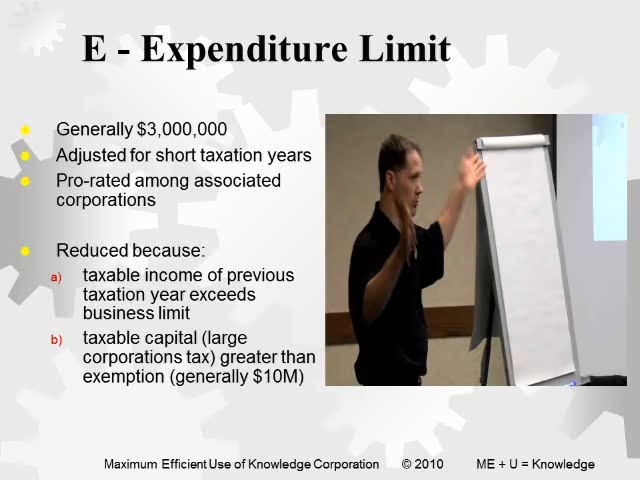 E - Expenditure Limit
Generally $3,000,000
Adjusted for short taxation years
Pro-rated among associated
corporations
Reduced because:
a) taxable income of previous
taxation year exceeds
business limit
b) taxable capital (large
corporations tax) greater than
exemption (generally $10M)
Maximum Efficient Use of Knowledge Corporation © 2010 ME + U = Knowledge